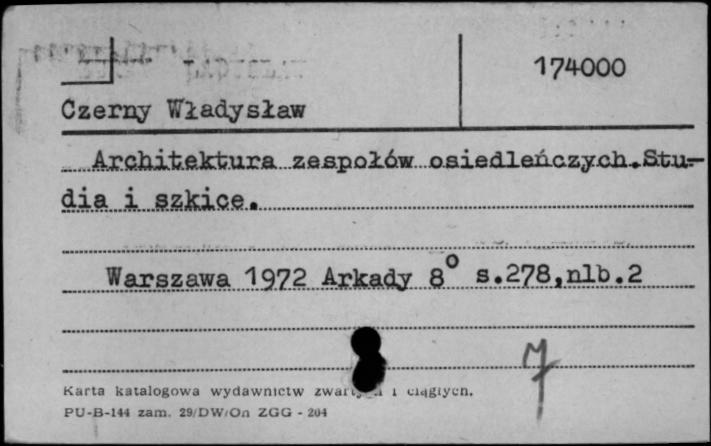 174000
Czerny Władysław
Architektura zespołów osiedleńczych.Stu-
dia i szkice.
Warszawa 1972 Arkady 8° s.278,nlb.2
Karta katalogowa wydawnictw i ciągłych.
PU-B-144 zam. 29/DW/On ZGG - 204